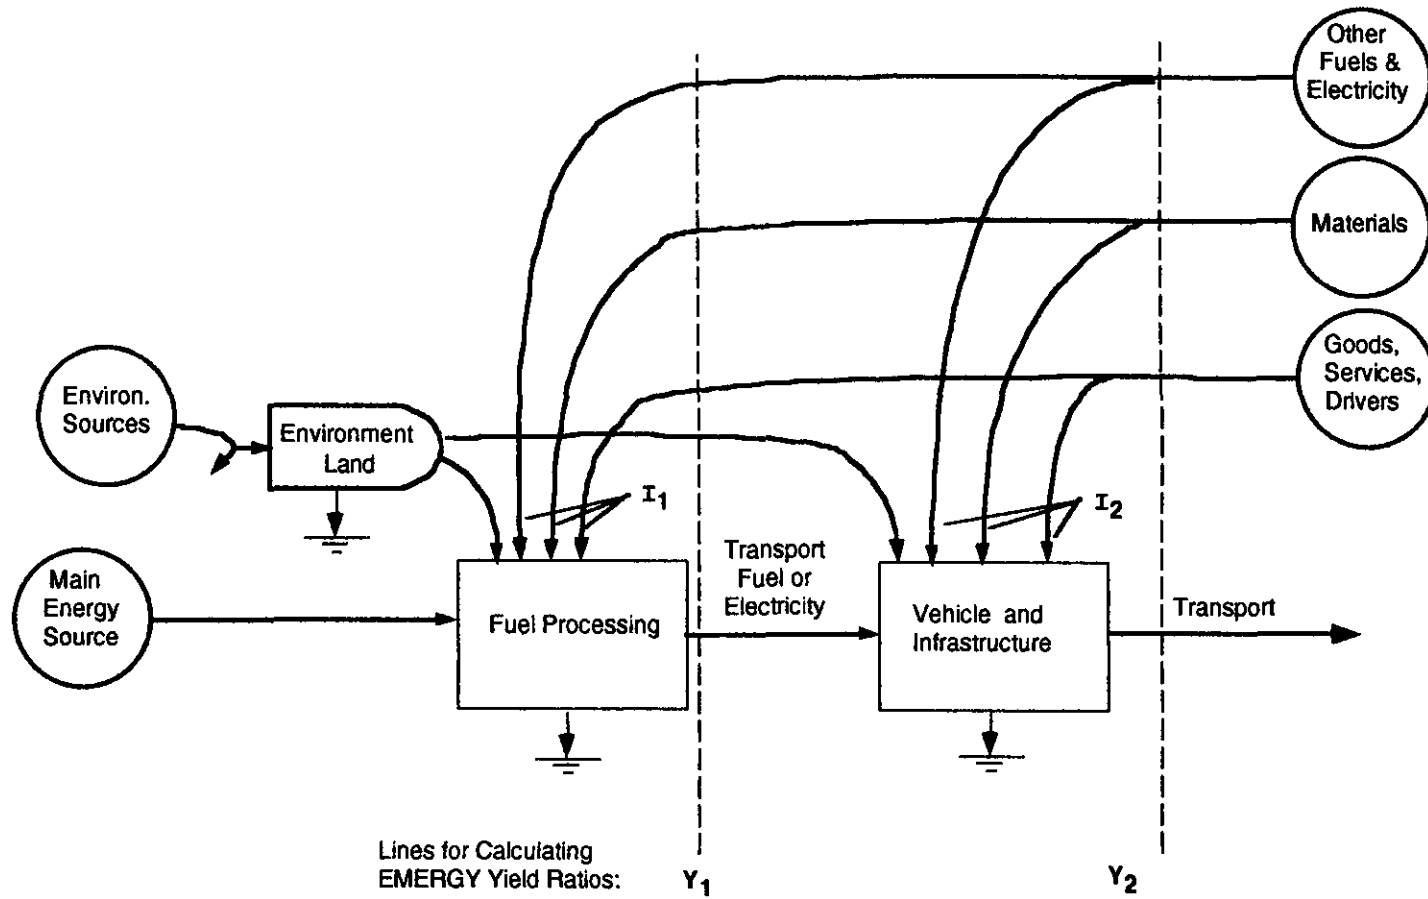 Other
Fuels &
Electricity
Materials
Goods,
Services,
Drivers
Environ.
Sources
Environment
Land
I1
I2
Main
Energy
Source
Fuel Processing
Transport
Fuel or
Electricity
Vehicle and
Infrastructure
Transport
Lines for Calculating
EMERGY Yield Ratios:
Y1
Y2